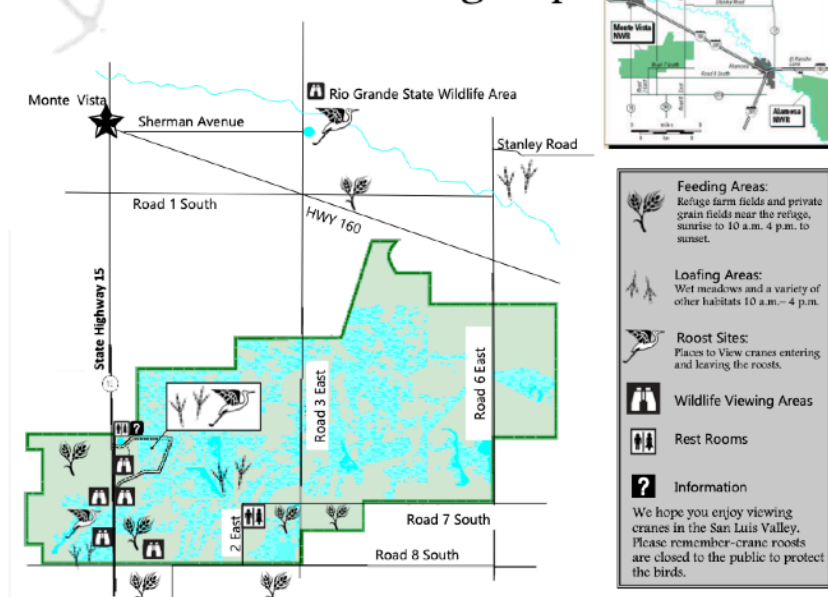 Monte Vista
Sherman Avenue
Rio Grande State Wildlife Area
Stanley Road
Road 1 South
HWY 160
State Highway 15
Road 3 East
Road 6 East
2 East
Road 7 South
Road 8 South
Monte Vista
NWR
Alamosa
Alamosa
NWR
Feeding Areas:
Refuge farm fields and private
grain fields near the refuge,
sunrise to 10 a.m. 4 p.m. to
sunset.
Loafing Areas:
Wet meadows and a variety of
other habitats 10 a.m.– 4 p.m.
Roost Sites:
Places to View cranes entering
and leaving the roosts.
Wildlife Viewing Areas
Rest Rooms
?
Information
We hope you enjoy viewing
cranes in the San Luis Valley.
Please remember-crane roosts
are closed to the public to protect
the birds.